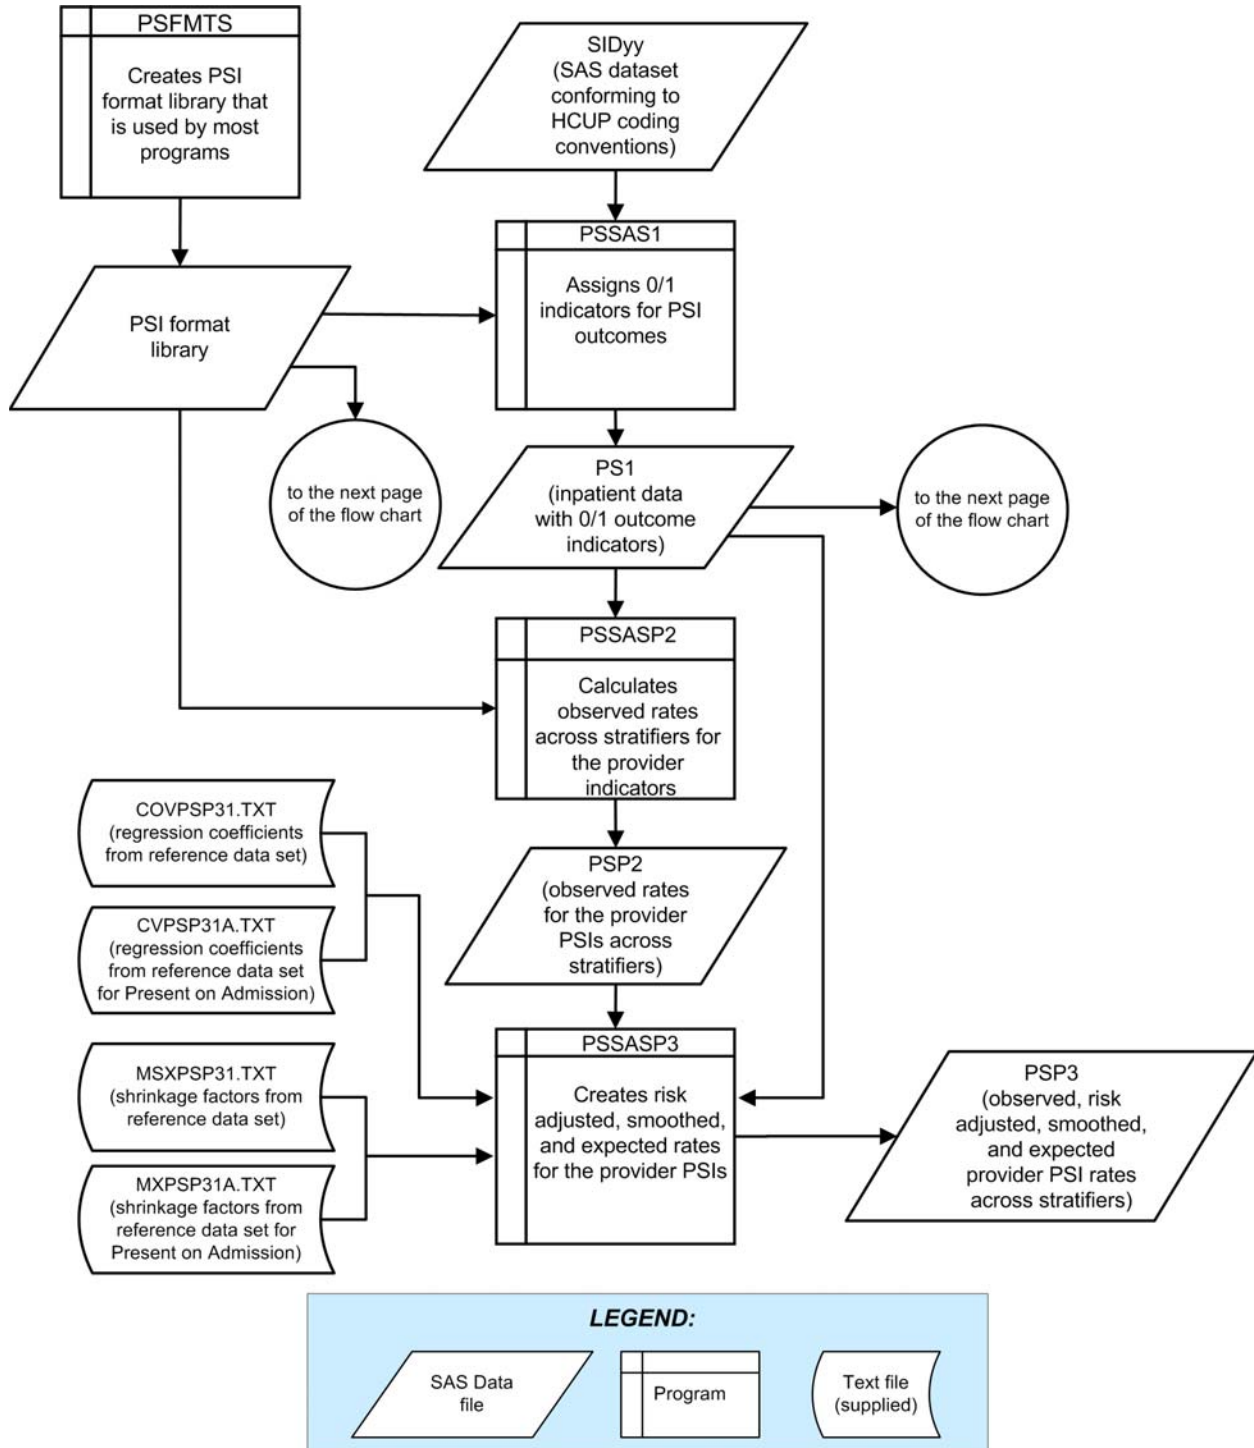 PSFMTS
Creates PSI
format library that
is used by most
programs
SIDyy
(SAS dataset
conforming to
HCUP coding
conventions)
PSSAS1
Assigns 0/1
indicators for PSI
outcomes
PSI format
library
to the next page
of the flow chart
PS1
(inpatient data
with 0/1 outcome
indicators)
to the next page
of the flow chart
PSSASP2
Calculates
observed rates
across stratifiers for
the provider
indicators
COVPSP31.TXT
(regression coefficients
from reference data set)
CVPSP31A.TXT
(regression coefficients
from reference data set
for Present on Admission)
PSP2
(observed rates
for the provider
PSIs across
stratifiers)
MSXPSP31.TXT
(shrinkage factors from
reference data set)
MXPSP31A.TXT
(shrinkage factors from
reference data set for
Present on Admission)
PSSASP3
Creates risk
adjusted, smoothed,
and expected rates
for the provider PSIs
PSP3
(observed, risk
adjusted, smoothed,
and expected
provider PSI rates
across stratifiers)
LEGEND:
SAS Data
file
Program
Text file
(supplied)